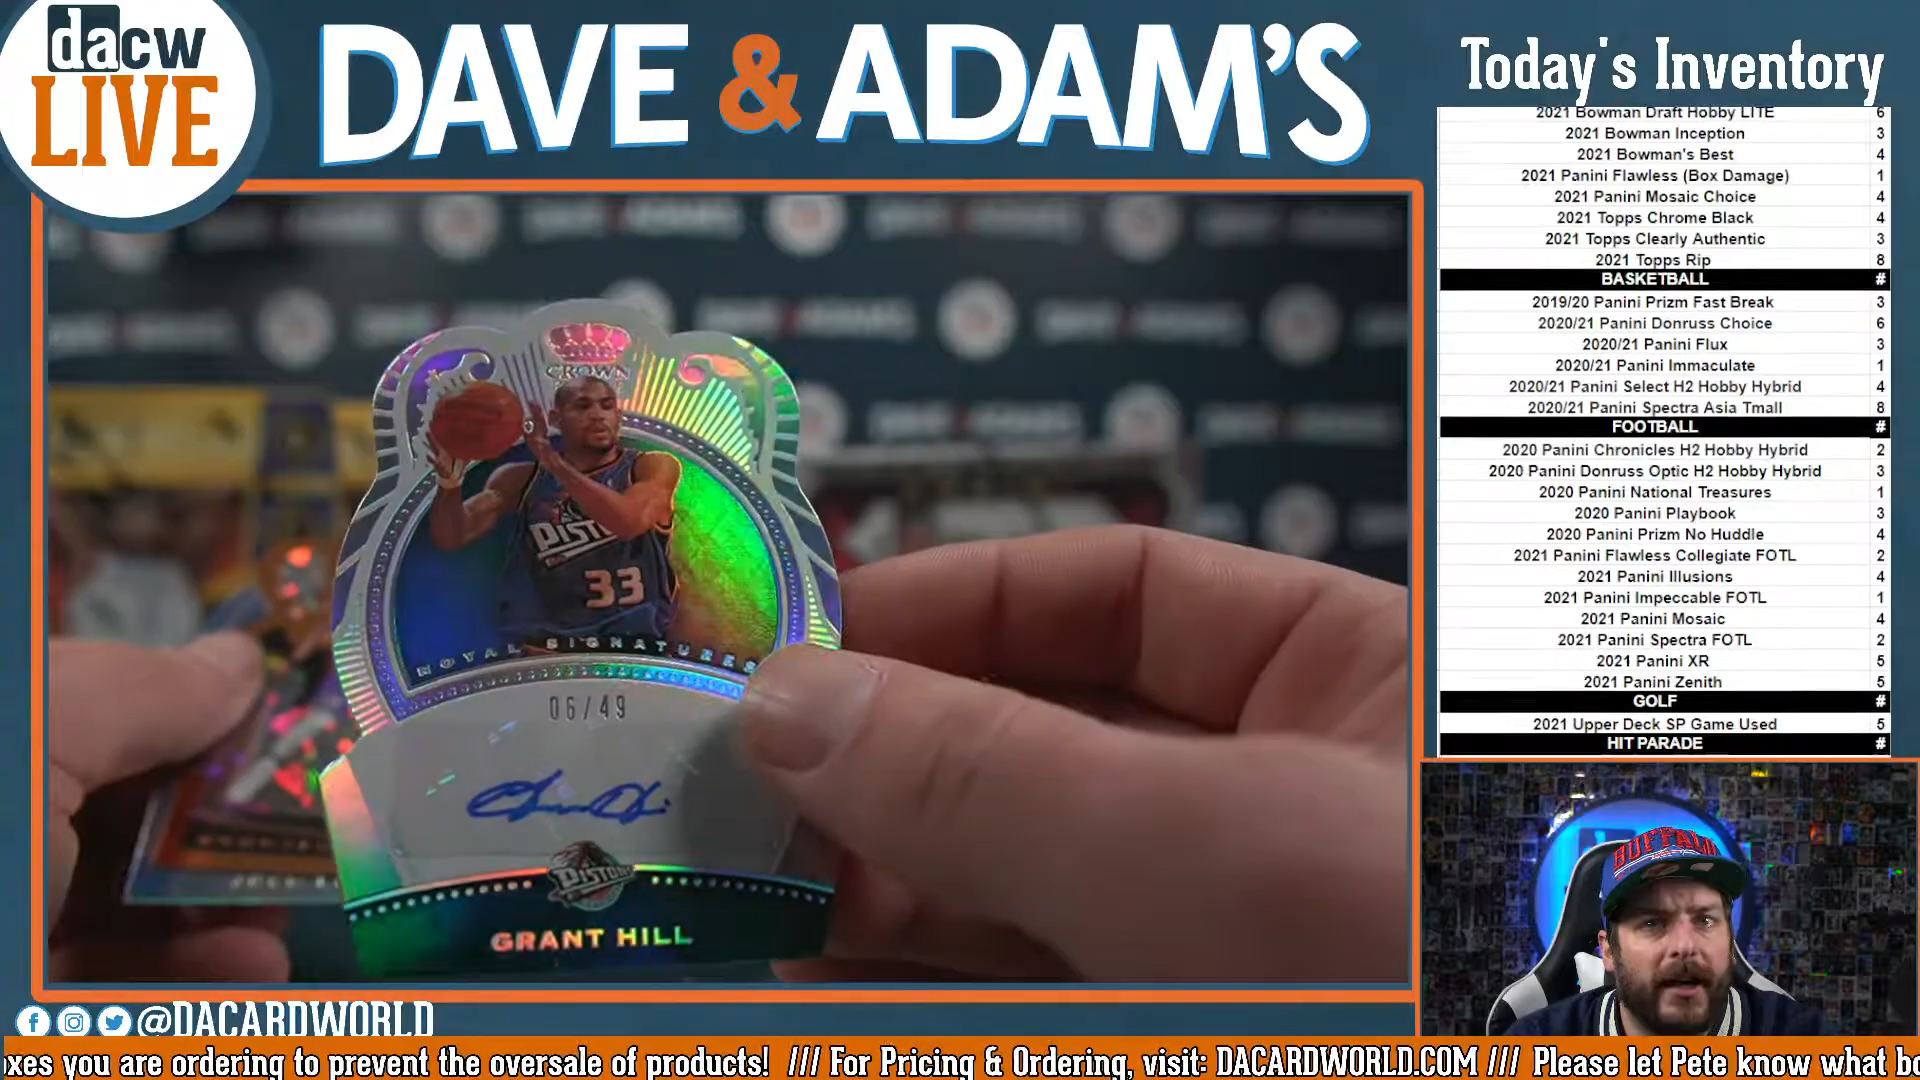 dacw
LIVE
DAVE & ADAM'S
Today's Inventory
2021 Bowman Draft Hobby LITE 6
2021 Bowman Inception 3
2021 Bowman's Best 4
2021 Panini Flawless (Box Damage) 1
2021 Panini Mosaic Choice 4
2021 Topps Chrome Black 4
2021 Topps Clearly Authentic 3
2021 Topps Rip 8
BASKETBALL #
2019/20 Panini Prizm Fast Break 3
2020/21 Panini Donruss Choice 6
2020/21 Panini Flux 3
2020/21 Panini Immaculate 1
2020/21 Panini Select H2 Hobby Hybrid 4
2020/21 Panini Spectra Asia Tmall 8
FOOTBALL #
2020 Panini Chronicles H2 Hobby Hybrid 2
2020 Panini Donruss Optic H2 Hobby Hybrid 3
2020 Panini National Treasures 1
2020 Panini Playbook 3
2020 Panini Prizm No Huddle 4
2021 Panini Flawless Collegiate FOTL 2
2021 Panini Illusions 4
2021 Panini Impeccable FOTL 1
2021 Panini Mosaic 4
2021 Panini Spectra FOTL 2
2021 Panini XR 5
2021 Panini Zenith 5
GOLF #
2021 Upper Deck SP Game Used 5
HIT PARADE #
CROWN
PISTONS
33
ROYAL SIGNATURES
06/49
PISTONS
GRANT HILL
BUFFALO
@DACARDWORLD
xes you are ordering to prevent the oversale of products! /// For Pricing & Ordering, visit: DACARDWORLD.COM /// Please let Pete know what bo